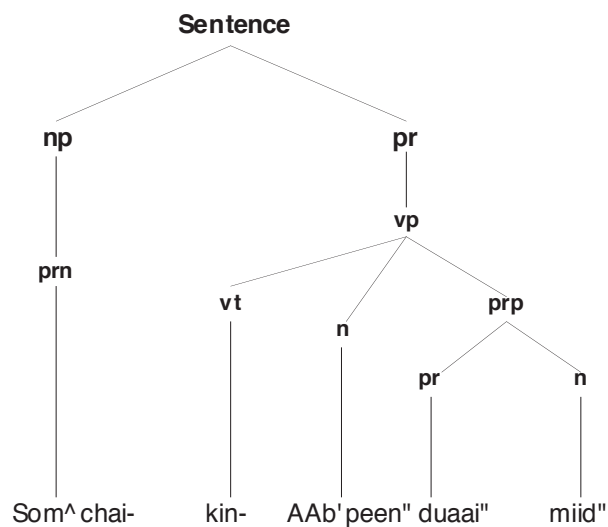 Sentence
np pr
vp
prn
vt n prp
pr n
Som^ chai- kin- AAb'peen" duaai" miid"